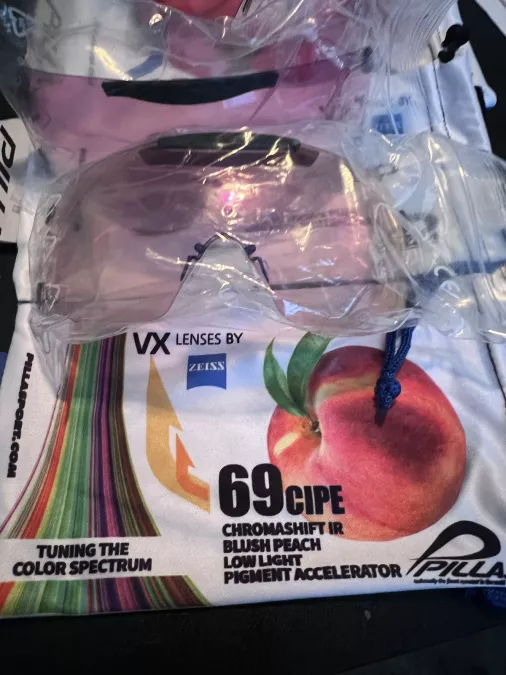 VX LENSES BY
ZEISS
PILLASPORT.COM
69CIPE
CHROMASHIFT IR
BLUSH PEACH
LOW LIGHT
PIGMENT ACCELERATOR
TUNING THE
COLOR SPECTRUM
PILLA